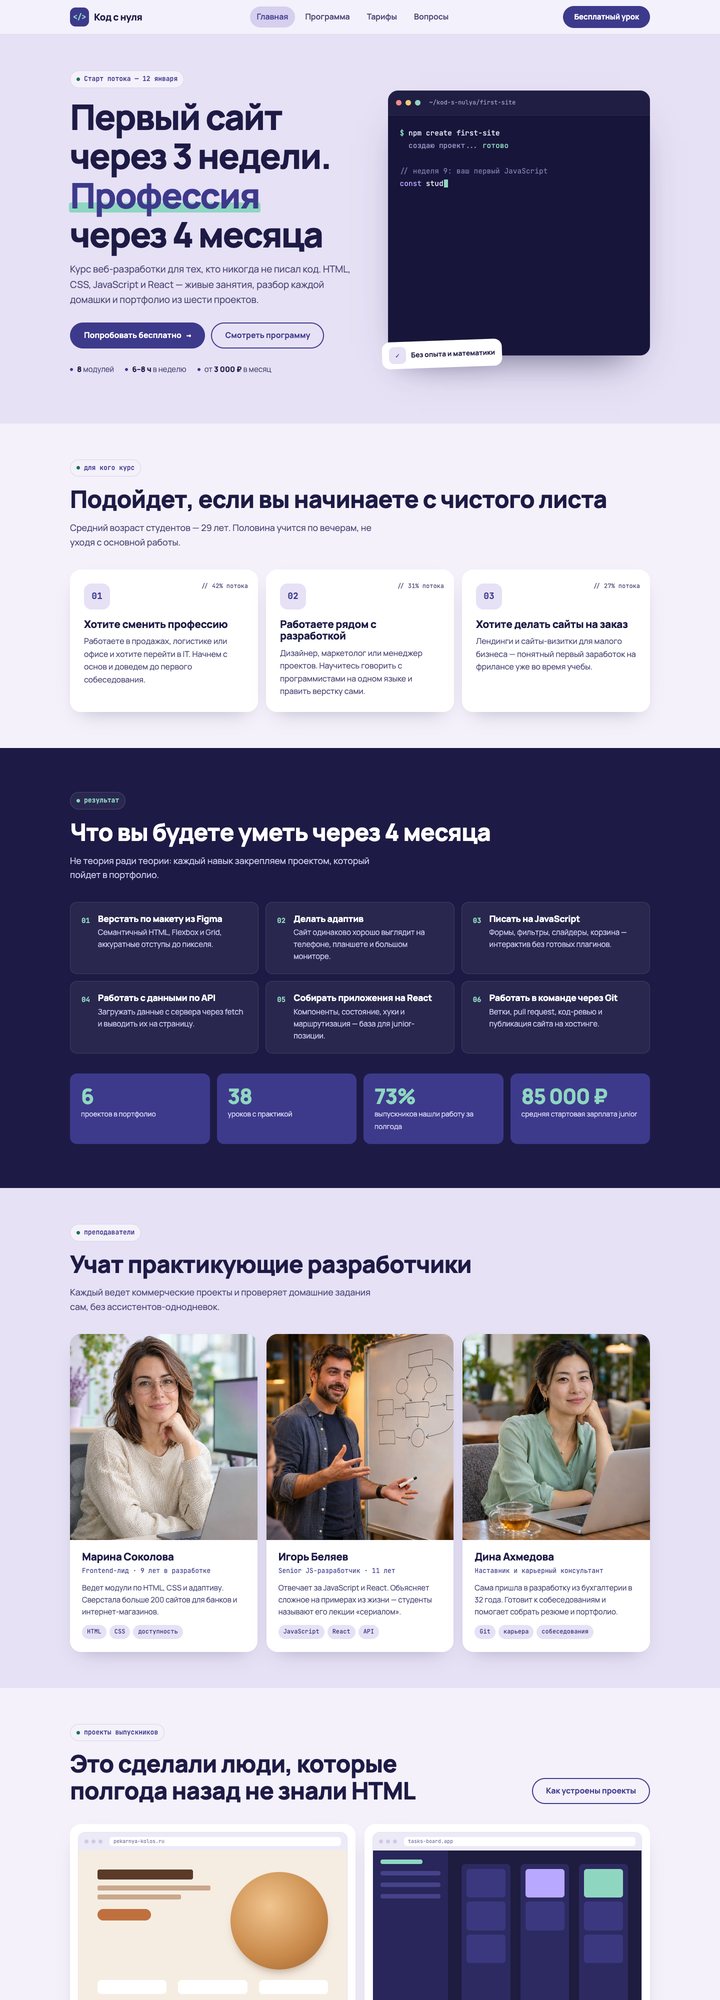 </> Код с нуля
Главная Программа Тарифы Вопросы
Бесплатный урок
Старт потока — 12 января
Первый сайт
через 3 недели.
Профессия
через 4 месяца
Курс веб-разработки для тех, кто никогда не писал код. HTML,
CSS, JavaScript и React — живые занятия, разбор каждой
домашки и портфолио из шести проектов.
Попробовать бесплатно →
Смотреть программу
8 модулей
6–8 ч в неделю
от 3 000 ₽ в месяц
~/kod-s-nulya/first-site
$ npm create first-site
создаю проект... готово
// неделя 9: ваш первый JavaScript
const stud
✓ Без опыта и математики
для кого курс
Подойдет, если вы начинаете с чистого листа
Средний возраст студентов — 29 лет. Половина учится по вечерам, не
уходя с основной работы.
01
// 42% потока
Хотите сменить профессию
Работаете в продажах, логистике или
офисе и хотите перейти в IT. Начнем с
основ и доведем до первого
собеседования.
02
// 31% потока
Работаете рядом с
разработкой
Дизайнер, маркетолог или менеджер
проектов. Научитесь говорить с
программистами на одном языке и
править верстку сами.
03
// 27% потока
Хотите делать сайты на заказ
Лендинги и сайты-визитки для малого
бизнеса — понятный первый заработок на
фрилансе уже во время учебы.
результат
Что вы будете уметь через 4 месяца
Не теория ради теории: каждый навык закрепляем проектом, который
пойдет в портфолио.
01 Верстать по макету из Figma
Семантичный HTML, Flexbox и Grid,
аккуратные отступы до пикселя.
02 Делать адаптив
Сайт одинаково хорошо выглядит на
телефоне, планшете и большом
мониторе.
03 Писать на JavaScript
Формы, фильтры, слайдеры, корзина —
интерактив без готовых плагинов.
04 Работать с данными по API
Загружать данные с сервера через fetch
и выводить их на страницу.
05 Собирать приложения на React
Компоненты, состояние, хуки и
маршрутизация — база для junior-
позиции.
06 Работать в команде через Git
Ветки, pull request, код-ревью и
публикация сайта на хостинге.
6
проектов в портфолио
38
уроков с практикой
73%
выпускников нашли работу за
полгода
85 000 ₽
средняя стартовая зарплата junior
преподаватели
Учат практикующие разработчики
Каждый ведет коммерческие проекты и проверяет домашние задания
сам, без ассистентов-однодневок.
Марина Соколова
Frontend-лид · 9 лет в разработке
Ведет модули по HTML, CSS и адаптиву.
Сверстала больше 200 сайтов для банков и
интернет-магазинов.
HTML CSS доступность
Игорь Беляев
Senior JS-разработчик · 11 лет
Отвечает за JavaScript и React. Объясняет
сложное на примерах из жизни — студенты
называют его лекции «сериалом».
JavaScript React API
Дина Ахмедова
Наставник и карьерный консультант
Сама пришла в разработку из бухгалтерии в
32 года. Готовит к собеседованиям и
помогает собрать резюме и портфолио.
Git карьера собеседования
проекты выпускников
Это сделали люди, которые
полгода назад не знали HTML
Как устроены проекты
pekarnya-kolos.ru
tasks-board.app